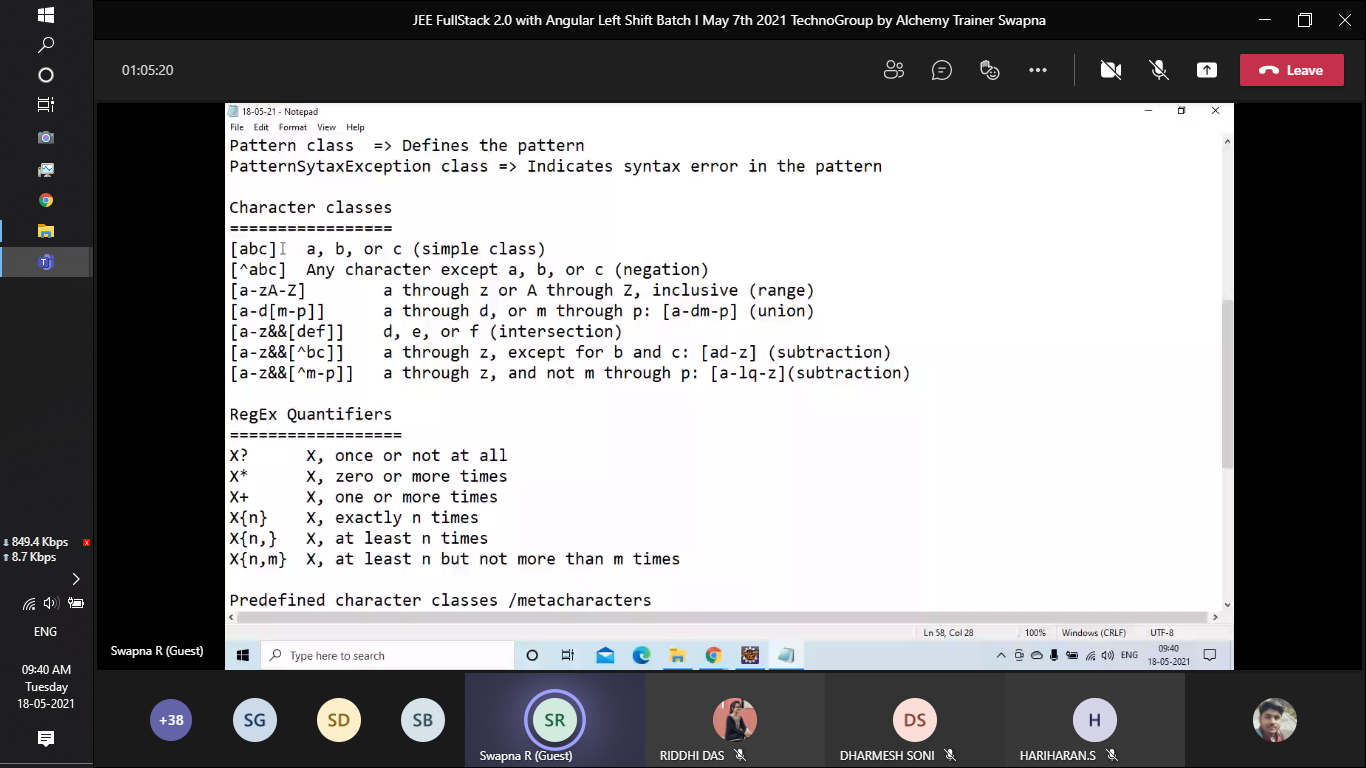 JEE FullStack 2.0 with Angular Left Shift Batch I May 7th 2021 TechnoGroup by Alchemy Trainer Swapna
01:05:20
Leave
18-05-21 - Notepad
File Edit Format View Help
Pattern class => Defines the pattern
PatternSytaxException class => Indicates syntax error in the pattern
Character classes
=================
[abc] a, b, or c (simple class)
[^abc] Any character except a, b, or c (negation)
[a-zA-Z] a through z or A through Z, inclusive (range)
[a-d[m-p]] a through d, or m through p: [a-dm-p] (union)
[a-z&&[def]] d, e, or f (intersection)
[a-z&&[^bc]] a through z, except for b and c: [ad-z] (subtraction)
[a-z&&[^m-p]] a through z, and not m through p: [a-lq-z](subtraction)
RegEx Quantifiers
==================
X? X, once or not at all
X* X, zero or more times
X+ X, one or more times
X{n} X, exactly n times
X{n,} X, at least n times
X{n,m} X, at least n but not more than m times
Predefined character classes /metacharacters
Ln 58, Col 28 100% Windows (CRLF) UTF-8
Type here to search
ENG
09:40
18-05-2021
849.4 Kbps
8.7 Kbps
ENG
09:40 AM
Tuesday
18-05-2021
Swapna R (Guest)
+38
SG
SD
SB
SR
Swapna R (Guest)
RIDDHI DAS
DS
DHARMESH SONI
H
HARIHARAN.S